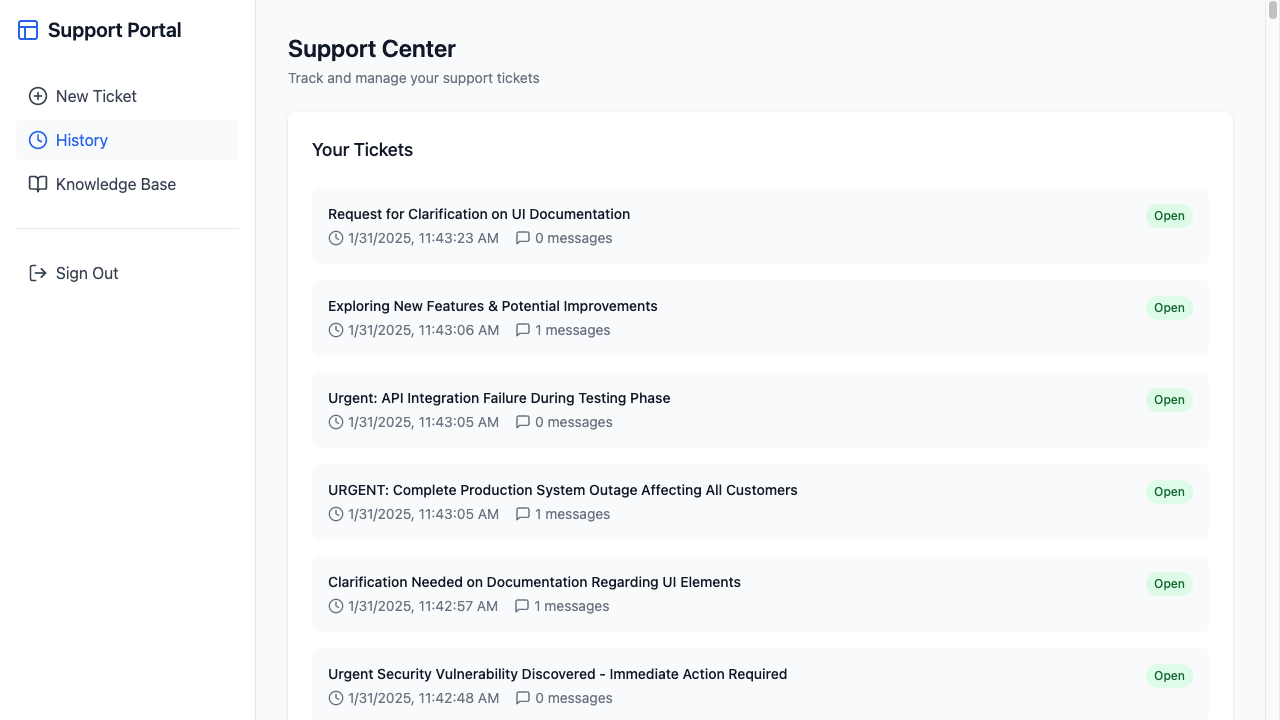 Support Portal
New Ticket
History
Knowledge Base
Sign Out
Support Center
Track and manage your support tickets
Your Tickets
Request for Clarification on UI Documentation
Open
1/31/2025, 11:43:23 AM 0 messages
Exploring New Features & Potential Improvements
Open
1/31/2025, 11:43:06 AM 1 messages
Urgent: API Integration Failure During Testing Phase
Open
1/31/2025, 11:43:05 AM 0 messages
URGENT: Complete Production System Outage Affecting All Customers
Open
1/31/2025, 11:43:05 AM 1 messages
Clarification Needed on Documentation Regarding UI Elements
Open
1/31/2025, 11:42:57 AM 1 messages
Urgent Security Vulnerability Discovered - Immediate Action Required
Open
1/31/2025, 11:42:48 AM 0 messages